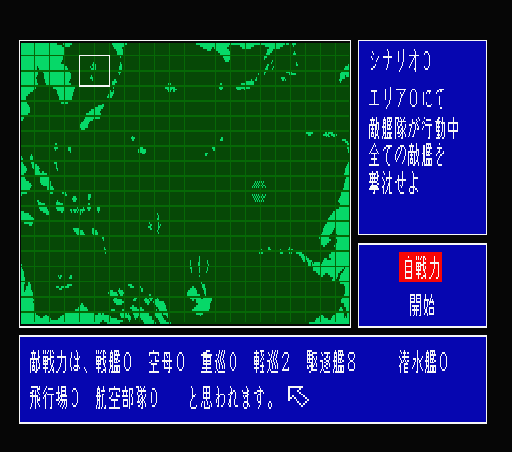 シナリオ0
エリア0にて
敵艦隊が行動中
全ての敵艦を
撃沈せよ
自戦力
開始
敵戦力は、戦艦0 空母0 重巡0 軽巡2 駆逐艦8 潜水艦0
飛行場0 航空部隊0 と思われます。